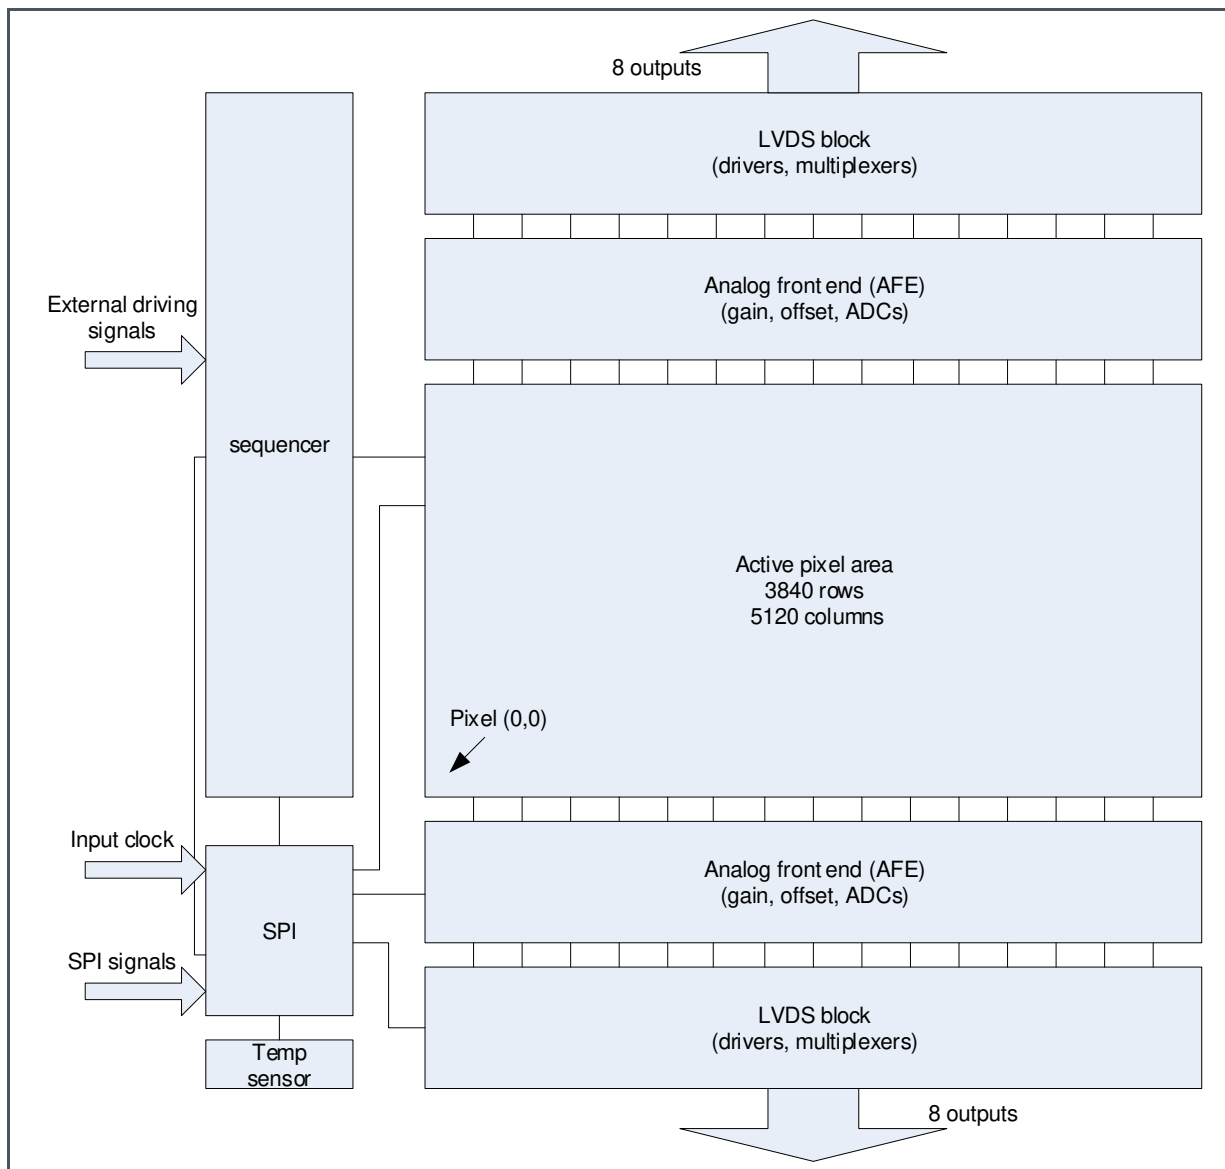 8 outputs
LVDS block
(drivers, multiplexers)
Analog front end (AFE)
(gain, offset, ADCs)
External driving
signals
sequencer
Active pixel area
3840 rows
5120 columns
Pixel (0,0)
Input clock
Analog front end (AFE)
(gain, offset, ADCs)
SPI
SPI signals
LVDS block
(drivers, multiplexers)
Temp
sensor
8 outputs